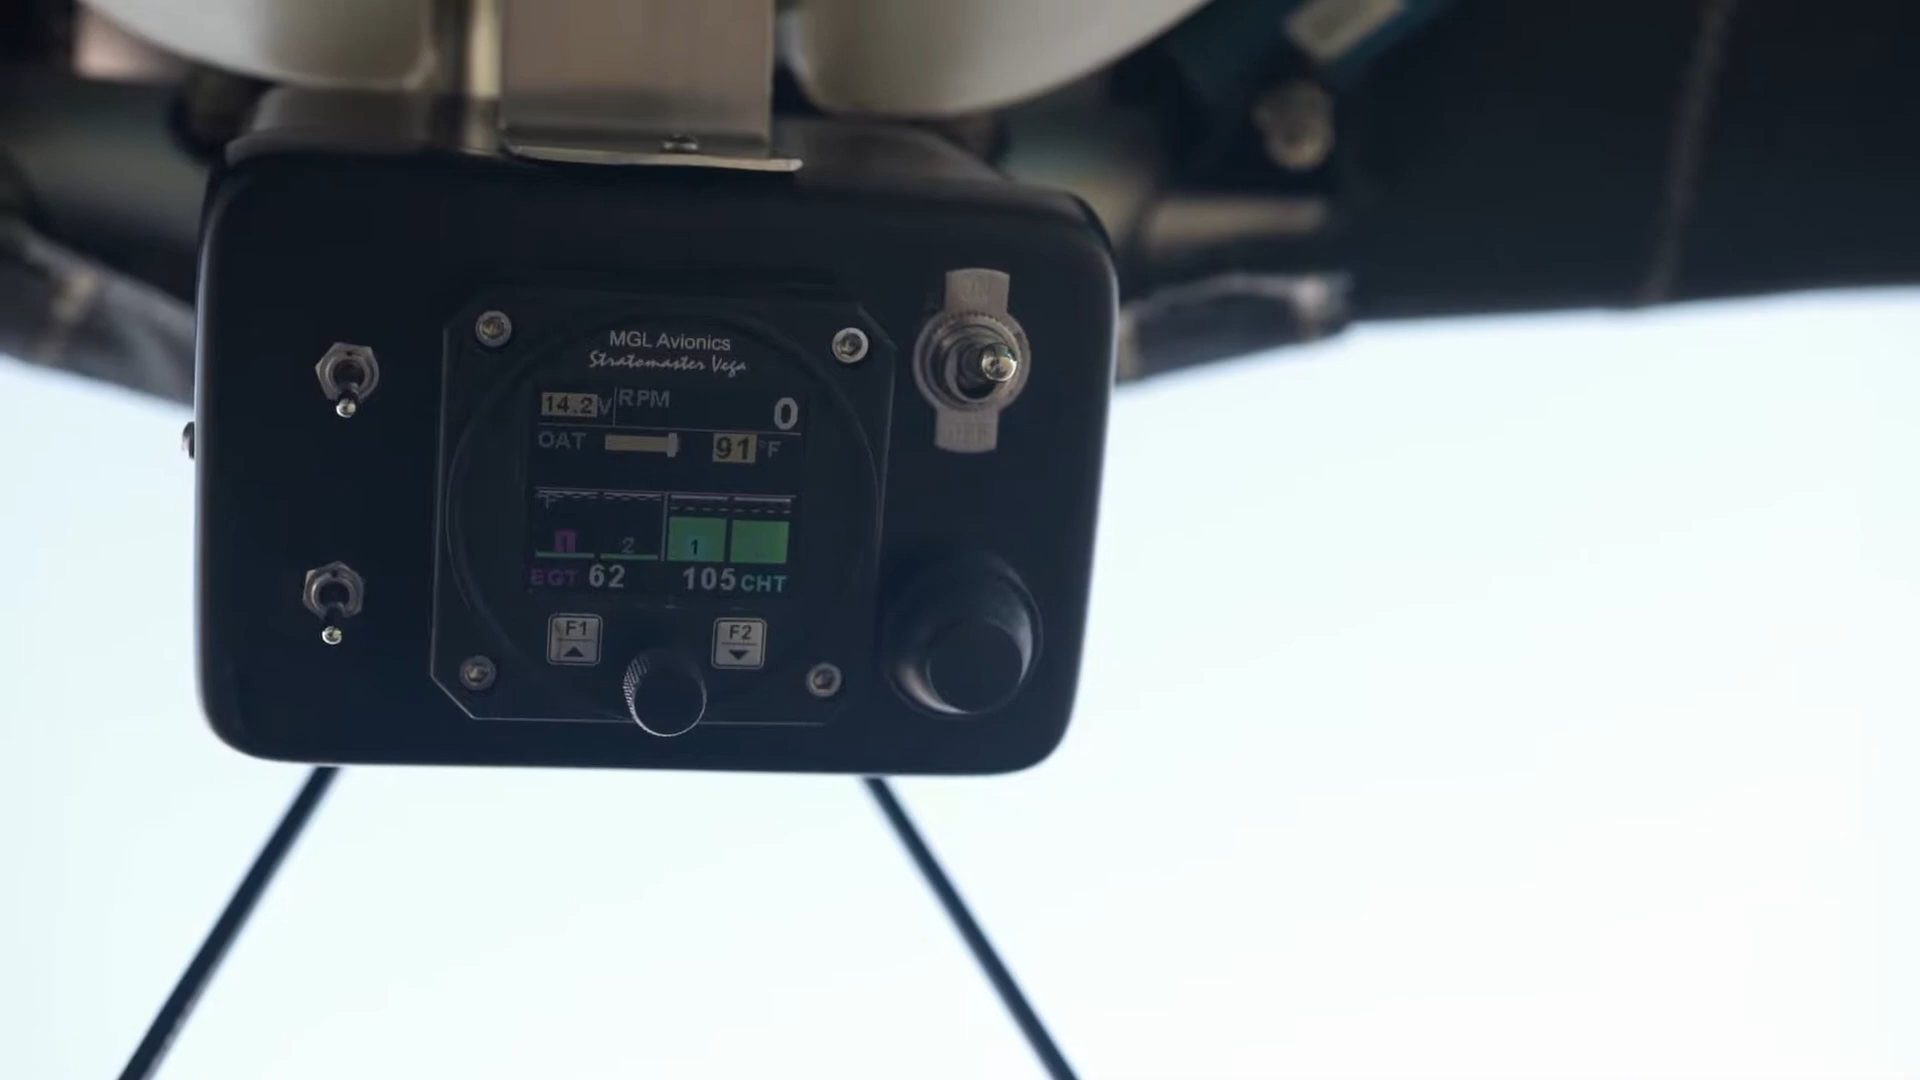 MGL Avionics
Stratomaster Vega
14.2V RPM 0
OAT 91 °F
°F
1 2 1
EGT 62 105 CHT
F1 F2